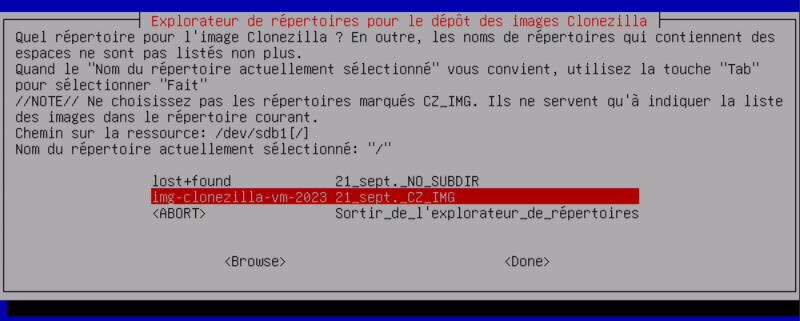 Explorateur de répertoires pour le dépôt des images Clonezilla
Quel répertoire pour l'image Clonezilla ? En outre, les noms de répertoires qui contiennent des
espaces ne sont pas listés non plus.
Quand le "Nom du répertoire actuellement sélectionné" vous convient, utilisez la touche "Tab"
pour sélectionner "Fait"
//NOTE// Ne choisissez pas les répertoires marqués CZ_IMG. Ils ne servent qu'à indiquer la liste
des images dans le répertoire courant.
Chemin sur la ressource: /dev/sdb1[/]
Nom du répertoire actuellement sélectionné: "/"
lost+found 21_sept._NO_SUBDIR
img-clonezilla-vm-2023 21_sept._CZ_IMG
<ABORT> Sortir_de_l'explorateur_de_répertoires
<Browse> <Done>